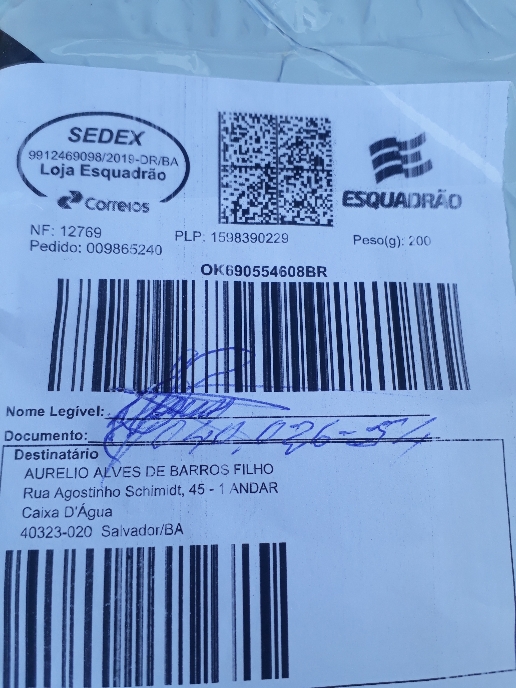 SEDEX
9912469098/2019-DR/BA
Loja Esquadrão
Correios
ESQUADRÃO
NF: 12769
PLP: 1598390229
Peso(g): 200
Pedido: 009865240
OK690554608BR
Nome Legível:
Documento:
Destinatário
AURELIO ALVES DE BARROS FILHO
Rua Agostinho Schimidt, 45 - 1 ANDAR
Caixa D'Água
40323-020 Salvador/BA